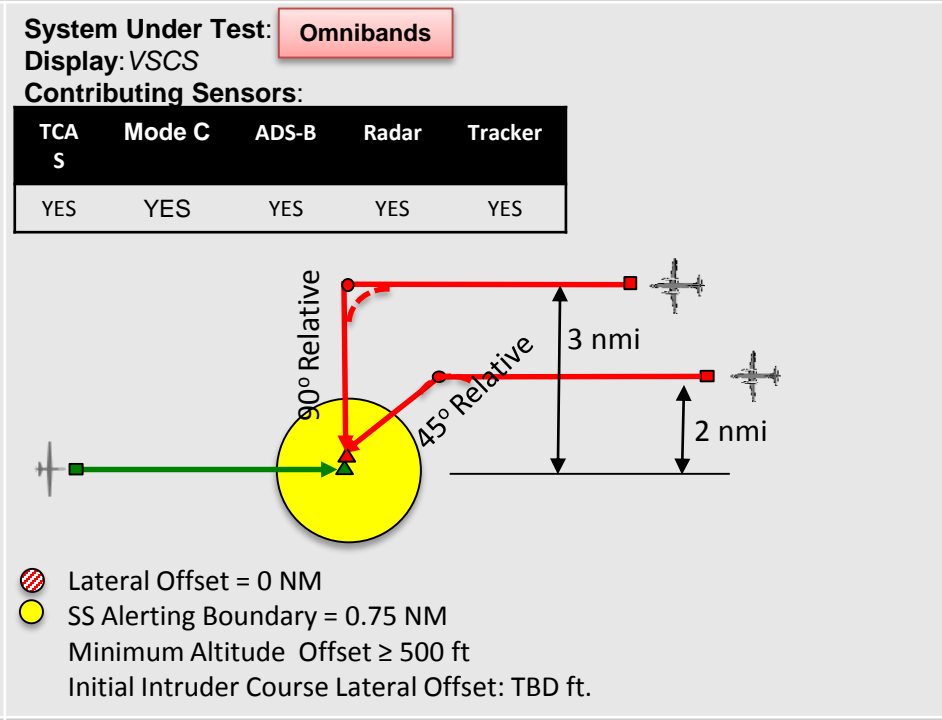 System Under Test: Omnibands
Display: VSCS
Contributing Sensors:
TCA
S
Mode C ADS-B Radar Tracker
YES YES YES YES YES
90° Relative
3 nmi
45° Relative
2 nmi
Lateral Offset = 0 NM
SS Alerting Boundary = 0.75 NM
Minimum Altitude Offset ≥ 500 ft
Initial Intruder Course Lateral Offset: TBD ft.